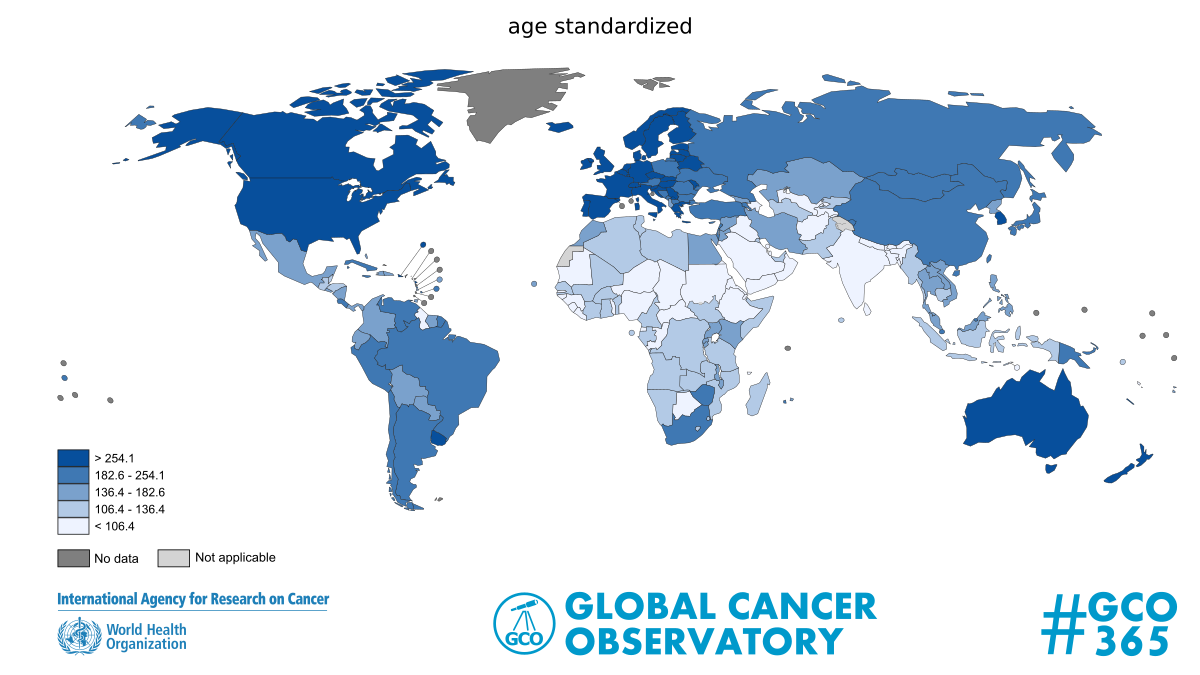 age standardized
> 254.1
182.6 - 254.1
136.4 - 182.6
106.4 - 136.4
< 106.4
No data
Not applicable
International Agency for Research on Cancer
World Health
Organization
GCO
GLOBAL CANCER
OBSERVATORY
#GCO
365